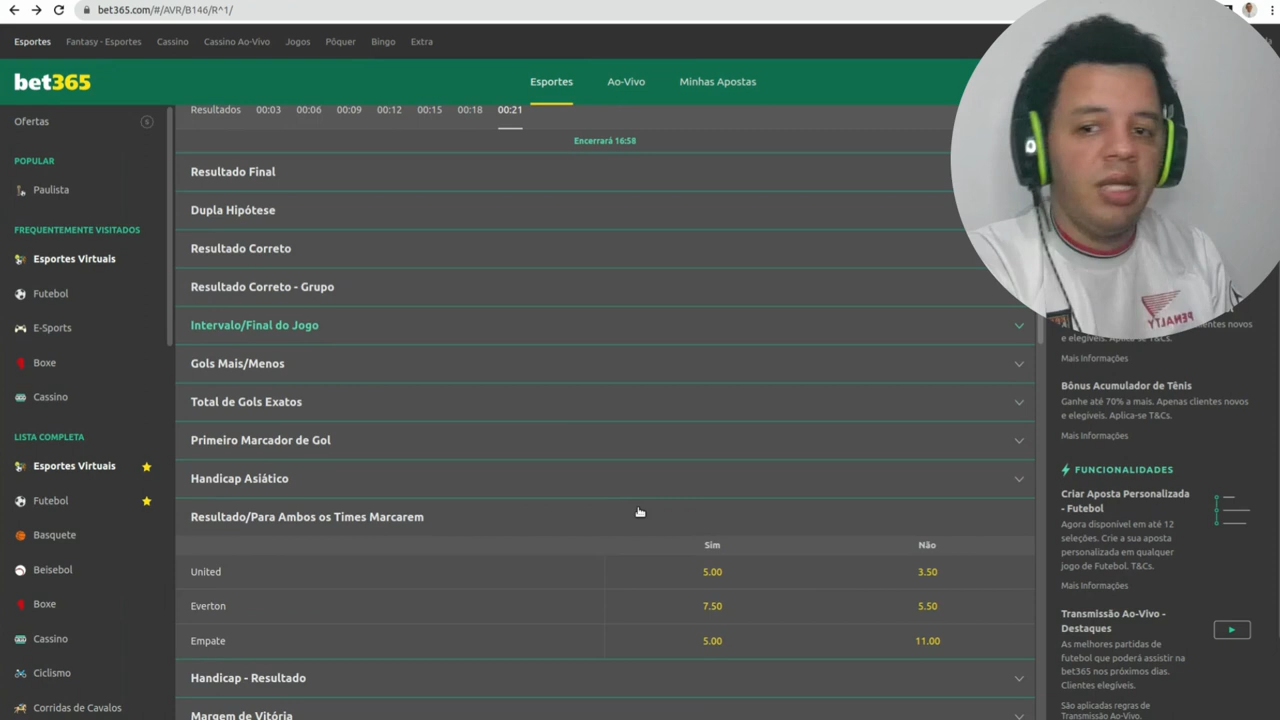 bet365.com/#/AVR/B146/R^1/
Esportes Fantasy - Esportes Cassino Cassino Ao-Vivo Jogos Pôquer Bingo Extra
bet365
Esportes Ao-Vivo Minhas Apostas
Ofertas
POPULAR
Paulista
FREQUENTEMENTE VISITADOS
Esportes Virtuais
Futebol
E-Sports
Boxe
Cassino
LISTA COMPLETA
Esportes Virtuais
Futebol
Basquete
Beisebol
Boxe
Cassino
Ciclismo
Corridas de Cavalos
Resultados 00:03 00:06 00:09 00:12 00:15 00:18 00:21
Encerrará 16:58
Resultado Final
Dupla Hipótese
Resultado Correto
Resultado Correto - Grupo
Intervalo/Final do Jogo
Gols Mais/Menos
Total de Gols Exatos
Primeiro Marcador de Gol
Handicap Asiático
Resultado/Para Ambos os Times Marcarem
Sim Não
United 5.00 3.50
Everton 7.50 5.50
Empate 5.00 11.00
Handicap - Resultado
Margem de Vitória
PENALTY
clientes novos
e elegíveis. Aplica-se T&Cs.
Mais Informações
Bônus Acumulador de Tênis
Ganhe até 70% a mais. Apenas clientes novos
e elegíveis. Aplica-se T&Cs.
Mais Informações
FUNCIONALIDADES
Criar Aposta Personalizada
- Futebol
Agora disponível em até 12
seleções. Crie a sua aposta
personalizada em qualquer
jogo de Futebol. T&Cs.
Mais Informações
Transmissão Ao-Vivo -
Destaques
As melhores partidas de
futebol que poderá assistir na
bet365 nos próximos dias.
Clientes elegíveis.
São aplicadas regras de
Transmissão Ao-Vivo.